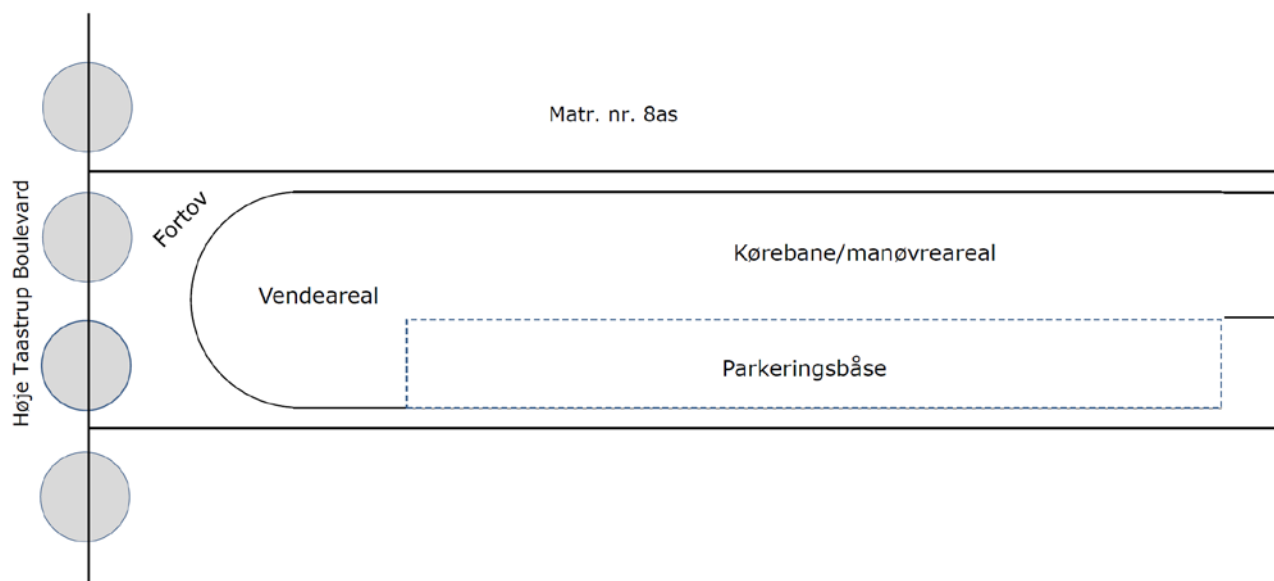 Matr. nr. 8as
Høje Taastrup Boulevard
Fortov
Kørebane/manøvreareal
Vendeareal
Parkeringsbåse